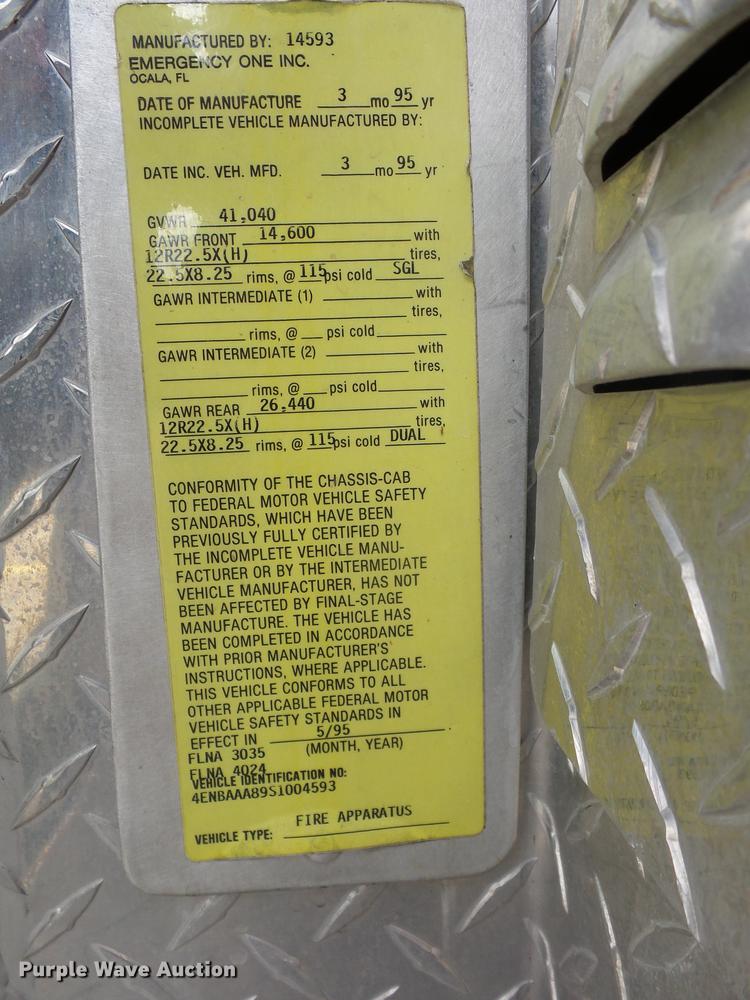 MANUFACTURED BY: 14593
EMERGENCY ONE INC.
OCALA, FL
DATE OF MANUFACTURE 3 mo 95 yr
INCOMPLETE VEHICLE MANUFACTURED BY:
DATE INC. VEH. MFD. 3 mo 95 yr
GVWR 41,040
GAWR FRONT 14,600 with
12R22.5X(H) tires,
22.5X8.25 rims, @ 115 psi cold SGL
GAWR INTERMEDIATE (1) with
tires,
rims, @ psi cold
GAWR INTERMEDIATE (2) with
tires,
rims, @ psi cold
GAWR REAR 26,440 with
12R22.5X(H) tires,
22.5X8.25 rims, @ 115 psi cold DUAL
CONFORMITY OF THE CHASSIS-CAB
TO FEDERAL MOTOR VEHICLE SAFETY
STANDARDS, WHICH HAVE BEEN
PREVIOUSLY FULLY CERTIFIED BY
THE INCOMPLETE VEHICLE MANU-
FACTURER OR BY THE INTERMEDIATE
VEHICLE MANUFACTURER, HAS NOT
BEEN AFFECTED BY FINAL-STAGE
MANUFACTURE. THE VEHICLE HAS
BEEN COMPLETED IN ACCORDANCE
WITH PRIOR MANUFACTURER'S
INSTRUCTIONS, WHERE APPLICABLE.
THIS VEHICLE CONFORMS TO ALL
OTHER APPLICABLE FEDERAL MOTOR
VEHICLE SAFETY STANDARDS IN
EFFECT IN 5/95
FLNA 3035 (MONTH, YEAR)
FLNA 4024
VEHICLE IDENTIFICATION NO:
4ENBAAA89S1004593
VEHICLE TYPE: FIRE APPARATUS
Purple Wave Auction